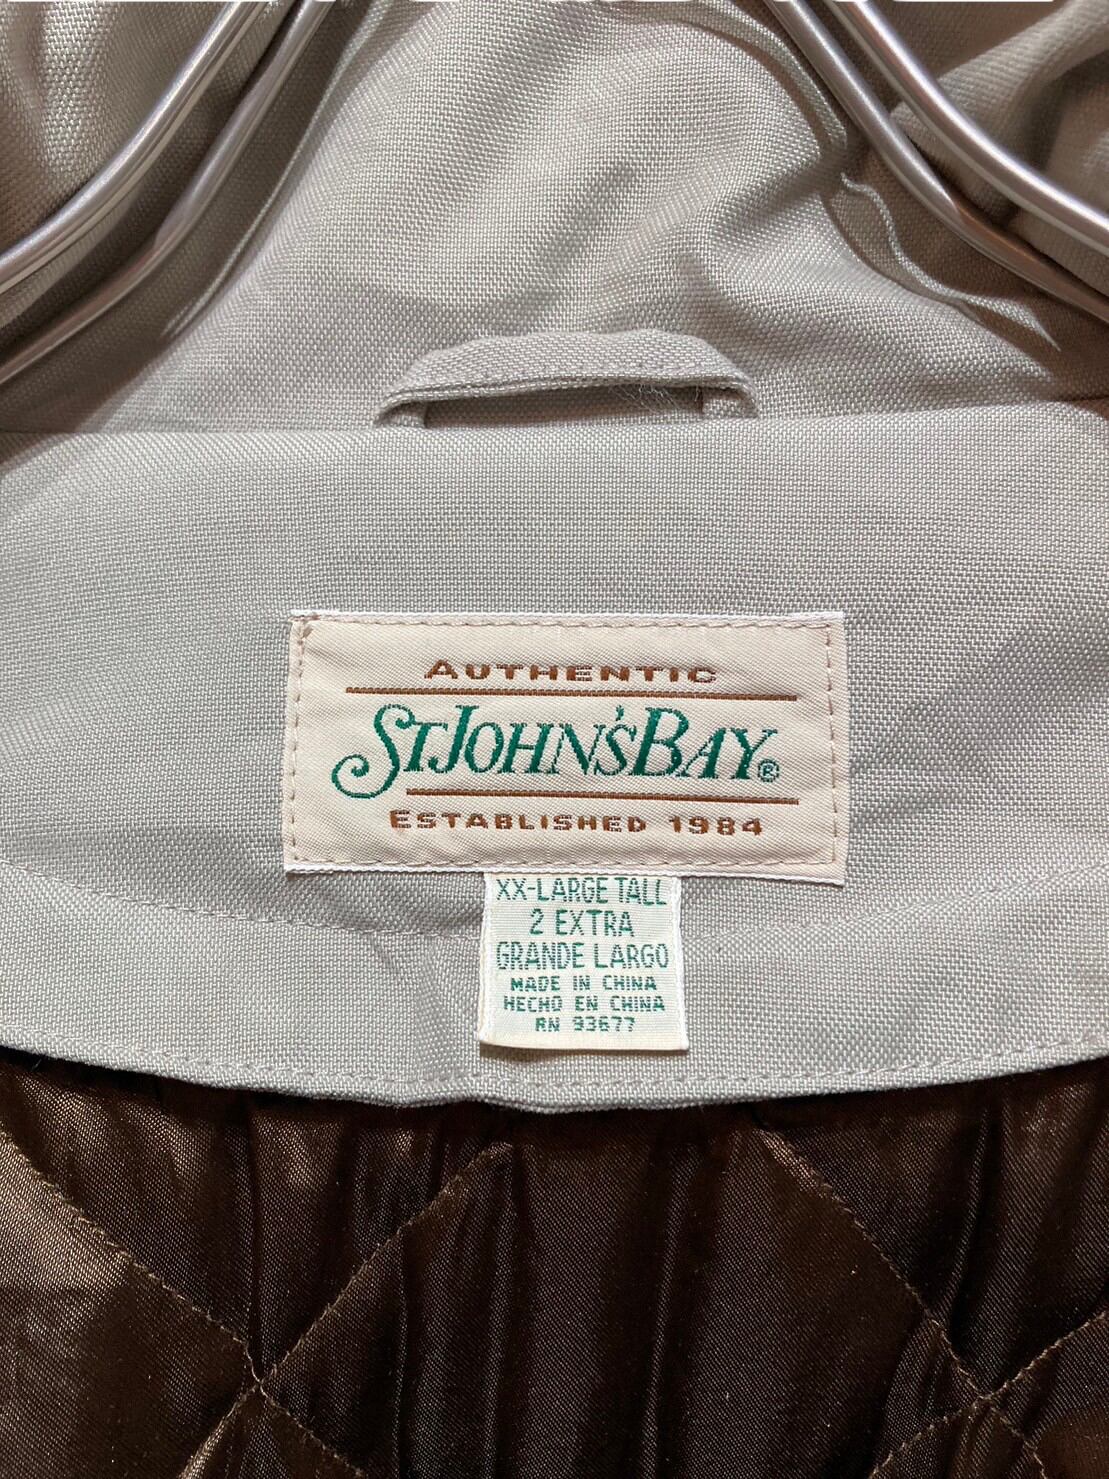 AUTHENTIC
ST.JOHN'S BAY®
ESTABLISHED 1984
XX-LARGE TALL
2 EXTRA
GRANDE LARGO
MADE IN CHINA
HECHO EN CHINA
RN 93677